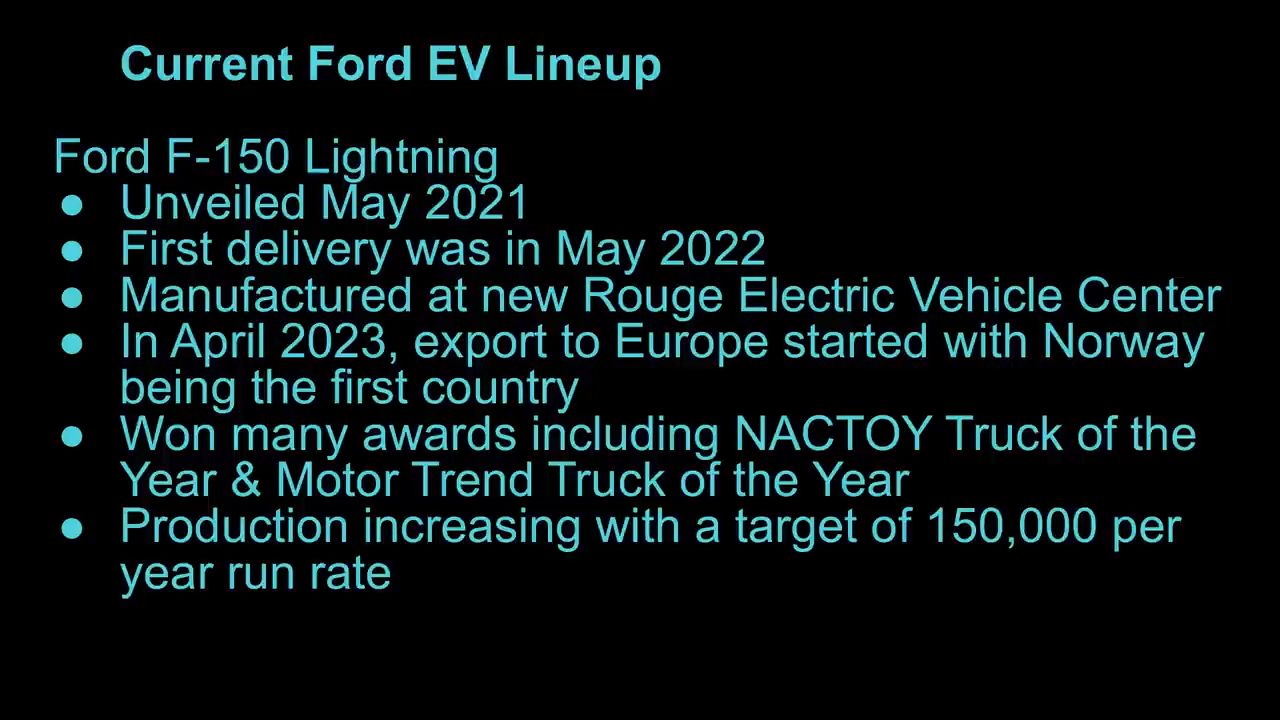 Current Ford EV Lineup
Ford F-150 Lightning
● Unveiled May 2021
● First delivery was in May 2022
● Manufactured at new Rouge Electric Vehicle Center
● In April 2023, export to Europe started with Norway
being the first country
● Won many awards including NACTOY Truck of the
Year & Motor Trend Truck of the Year
● Production increasing with a target of 150,000 per
year run rate